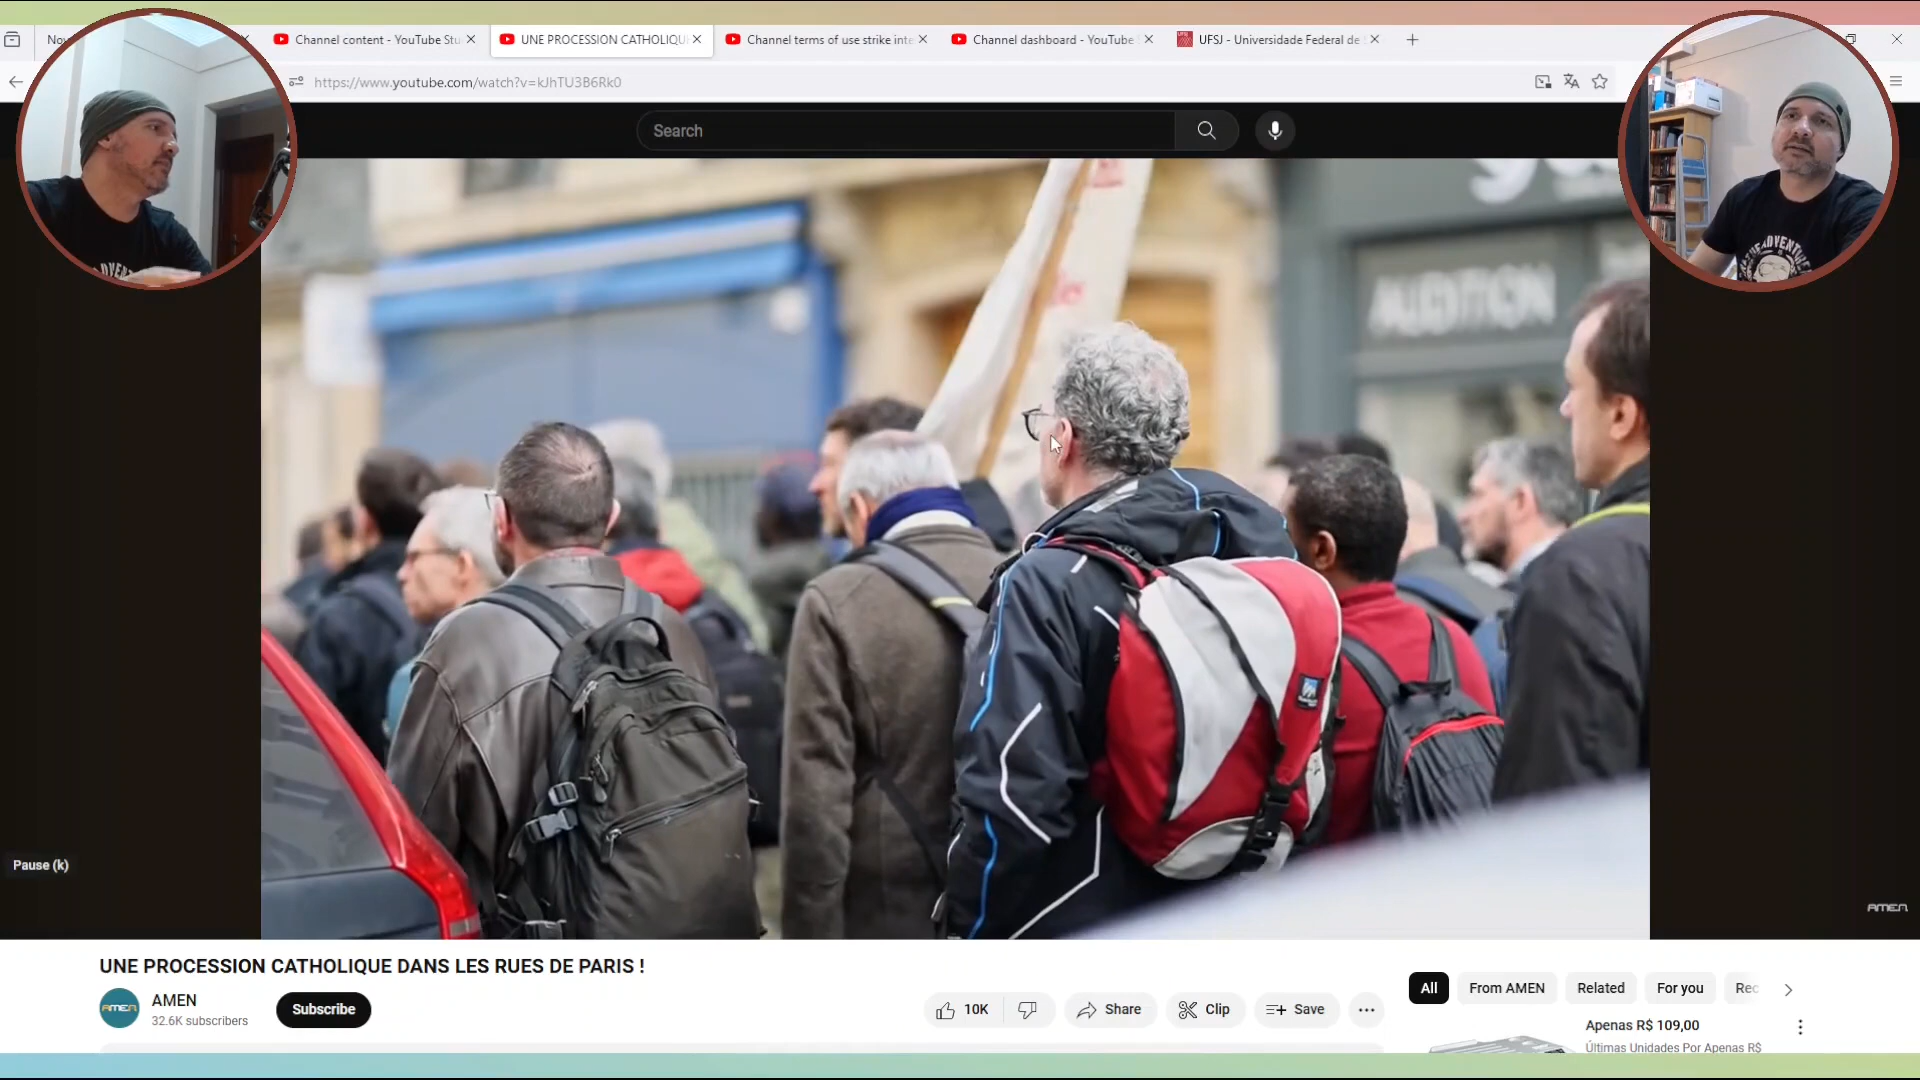 Nov
Channel content - YouTube Stu
UNE PROCESSION CATHOLIQU
Channel terms of use strike inte
Channel dashboard - YouTube
UFSJ - Universidade Federal de
https://www.youtube.com/watch?v=kJhTU3B6Rk0
Search
AUDITION
Pause (k)
AMEN
UNE PROCESSION CATHOLIQUE DANS LES RUES DE PARIS !
AMEN
AMEN
32.6K subscribers
Subscribe
10K
Share
Clip
Save
All
From AMEN
Related
For you
Rec
Apenas R$ 109,00
Últimas Unidades Por Apenas R$